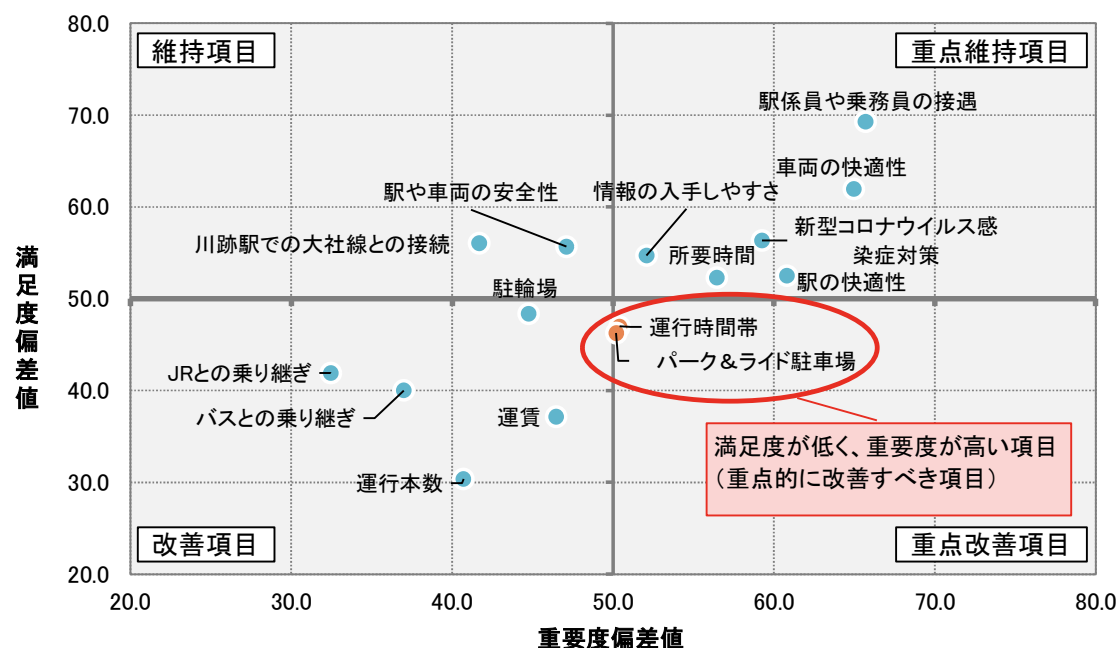 80.0
維持項目
重点維持項目
駅係員や乗務員の接遇
70.0
車両の快適性
駅や車両の安全性
情報の入手しやすさ
新型コロナウイルス感
染症対策
川跡駅での大社線との接続
60.0
所要時間
駅の快適性
満足度偏差値
50.0
駐輪場
運行時間帯
パーク＆ライド駐車場
JRとの乗り継ぎ
40.0
バスとの乗り継ぎ
運賃
満足度が低く、重要度が高い項目
（重点的に改善すべき項目）
30.0
運行本数
改善項目
重点改善項目
20.0
20.0 30.0 40.0 50.0 60.0 70.0 80.0
重要度偏差値